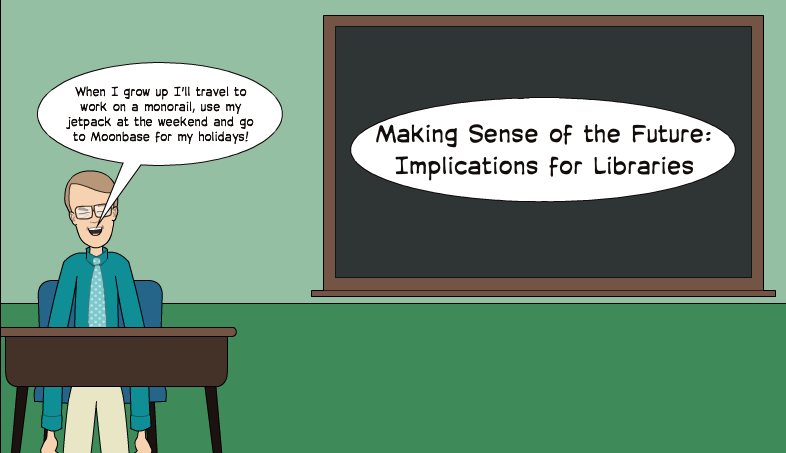 When I grow up I'll travel to
work on a monorail, use my
jetpack at the weekend and go
to Moonbase for my holidays!
Making Sense of the Future:
Implications for Libraries